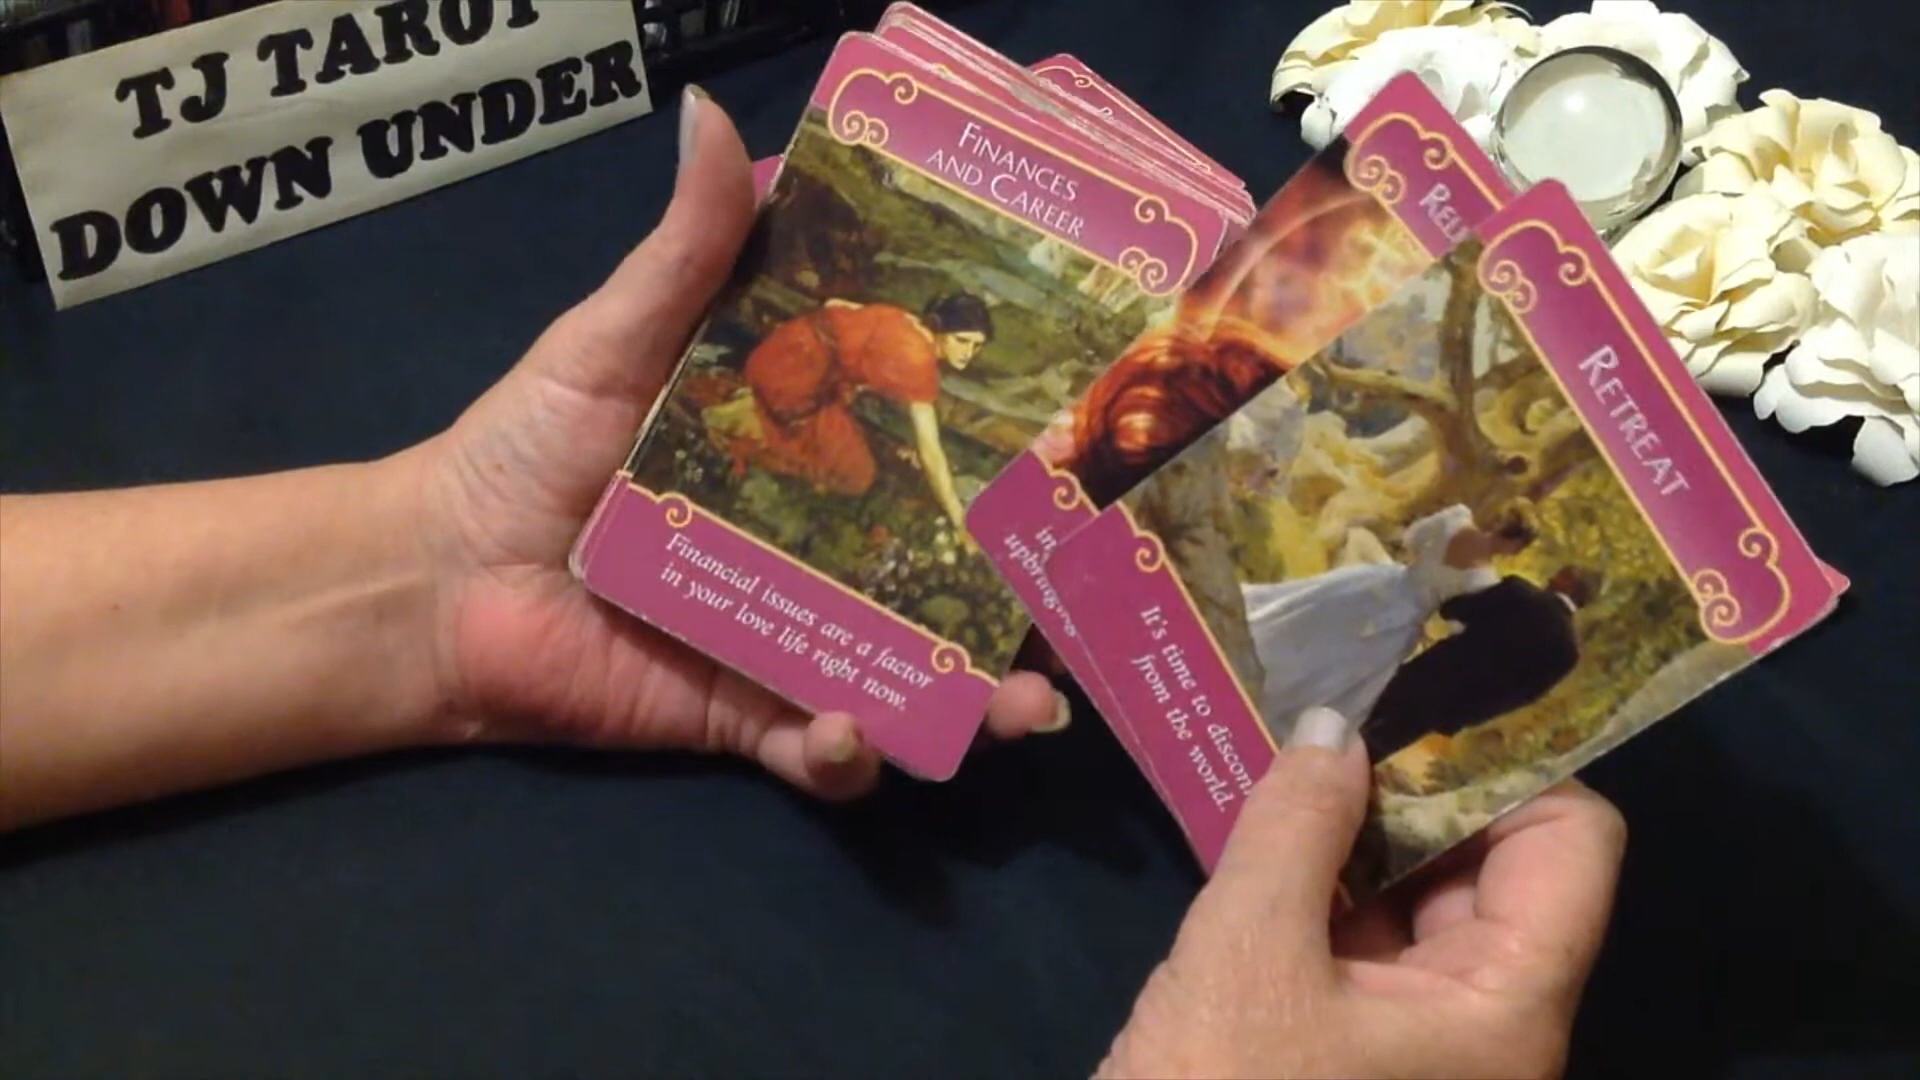 TJ TAROT
DOWN UNDER
FINANCES
AND CAREER
Financial issues are a factor
in your love life right now.
RETREAT
It's time to
from the world.